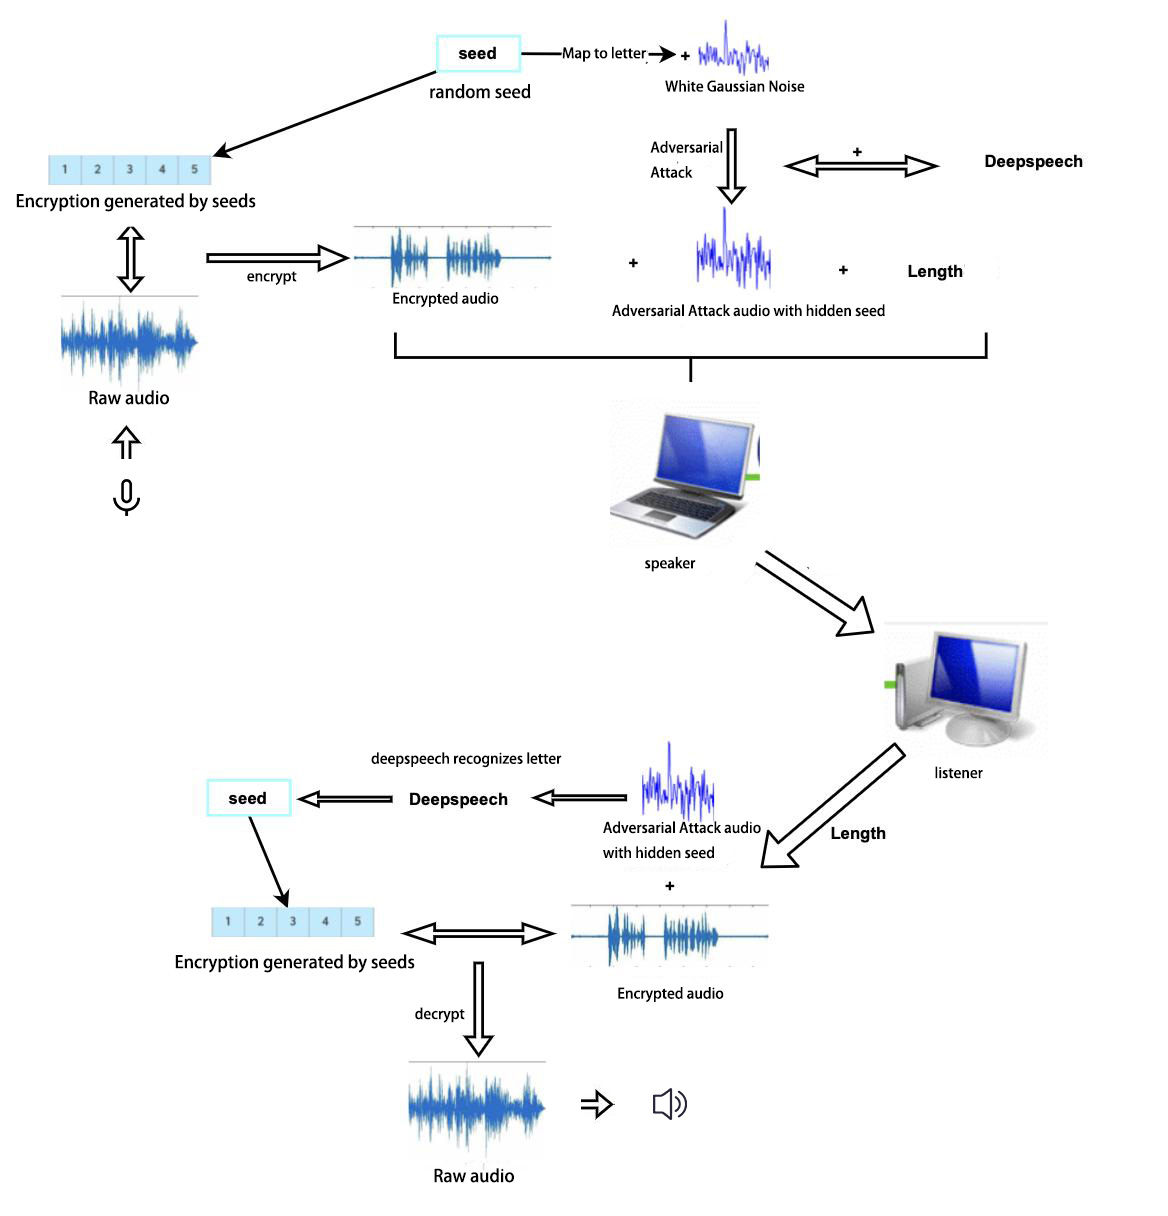 seed
Map to letter
+
random seed
White Gaussian Noise
Adversarial
Attack
+
Deepspeech
1 2 3 4 5
Encryption generated by seeds
encrypt
Encrypted audio
+
+
Length
Adversarial Attack audio with hidden seed
Raw audio
speaker
listener
deepspeech recognizes letter
seed
Deepspeech
Adversarial Attack audio
with hidden seed
Length
+
1 2 3 4 5
Encryption generated by seeds
Encrypted audio
decrypt
Raw audio